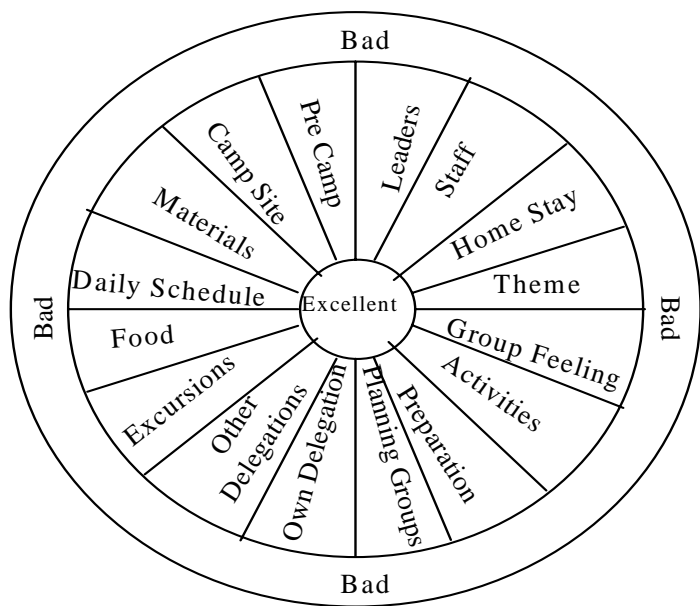 Bad
Pre Camp
Leaders
Camp Site
Staff
Materials
Home Stay
Daily Schedule
Excellent
Theme
Bad
Bad
Food
Group Feeling
Excursions
Activities
Other
Delegations
Own Delegation
Planning Groups
Preparation
Bad